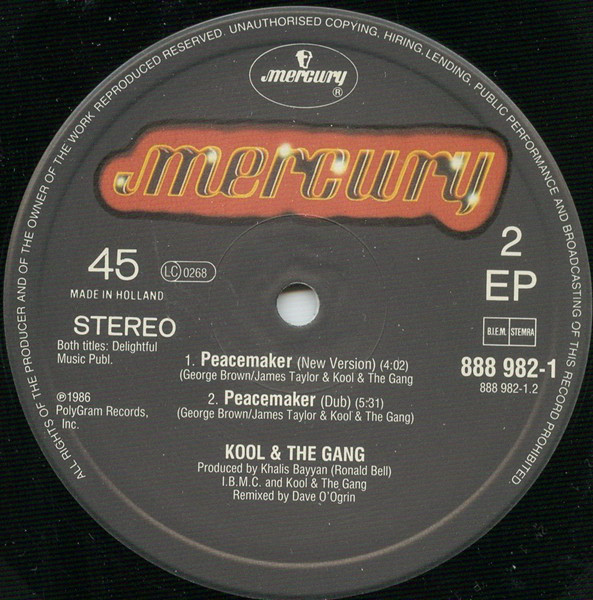 ALL RIGHTS OF THE PRODUCER AND OF THE OWNER OF THE WORK REPRODUCED RESERVED. UNAUTHORISED COPYING, HIRING, LENDING, PUBLIC PERFORMANCE AND BROADCASTING OF THIS RECORD PROHIBITED.
mercury
®
mercury
45
LC 0268
MADE IN HOLLAND
STEREO
Both titles: Delightful
Music Publ.
℗1986
PolyGram Records,
Inc.
2
EP
B.I.E.M. STEMRA
888 982-1
888 982-1.2
1. Peacemaker (New Version) (4:02)
(George Brown/James Taylor & Kool & The Gang
2. Peacemaker (Dub) (5:31)
(George Brown/James Taylor & Kool & The Gang)
KOOL & THE GANG
Produced by Khalis Bayyan (Ronald Bell)
I.B.M.C. and Kool & The Gang
Remixed by Dave O'Ogrin